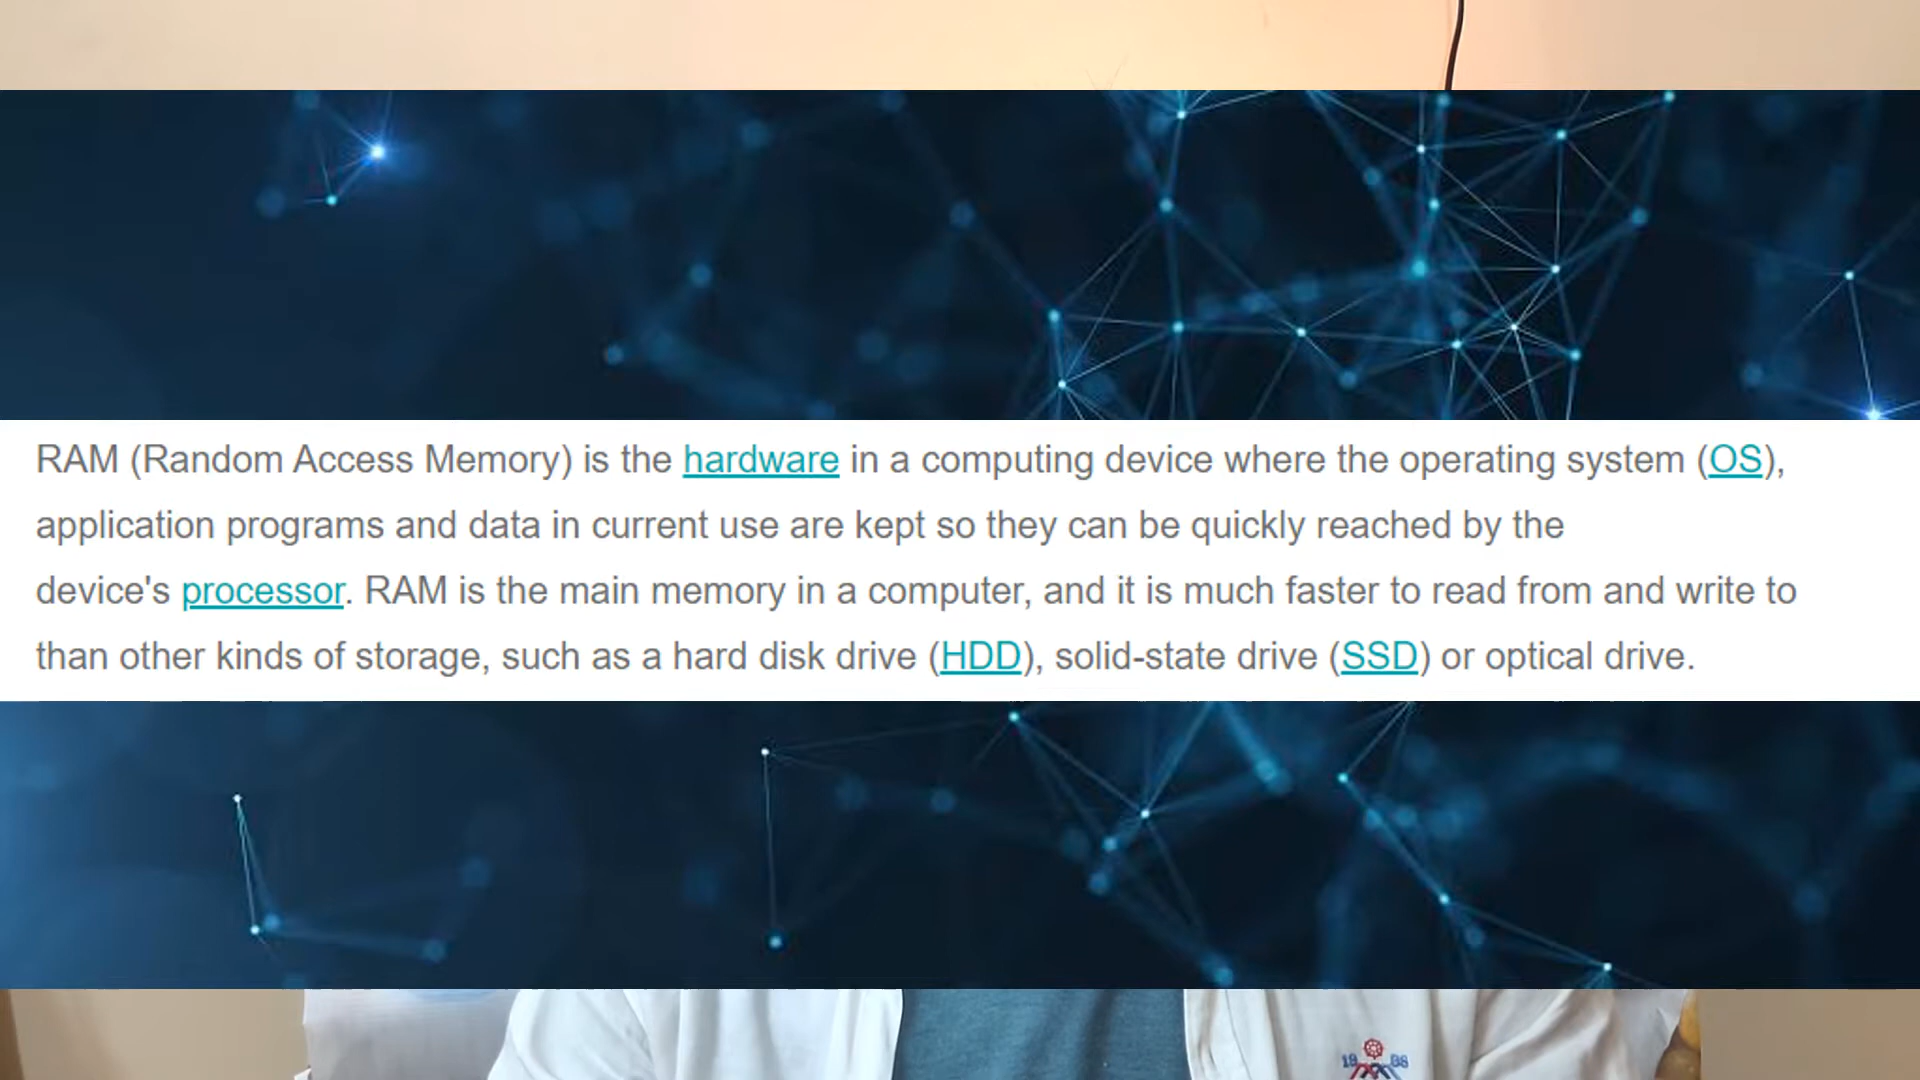 RAM (Random Access Memory) is the hardware in a computing device where the operating system (OS),
application programs and data in current use are kept so they can be quickly reached by the
device's processor. RAM is the main memory in a computer, and it is much faster to read from and write to
than other kinds of storage, such as a hard disk drive (HDD), solid-state drive (SSD) or optical drive.